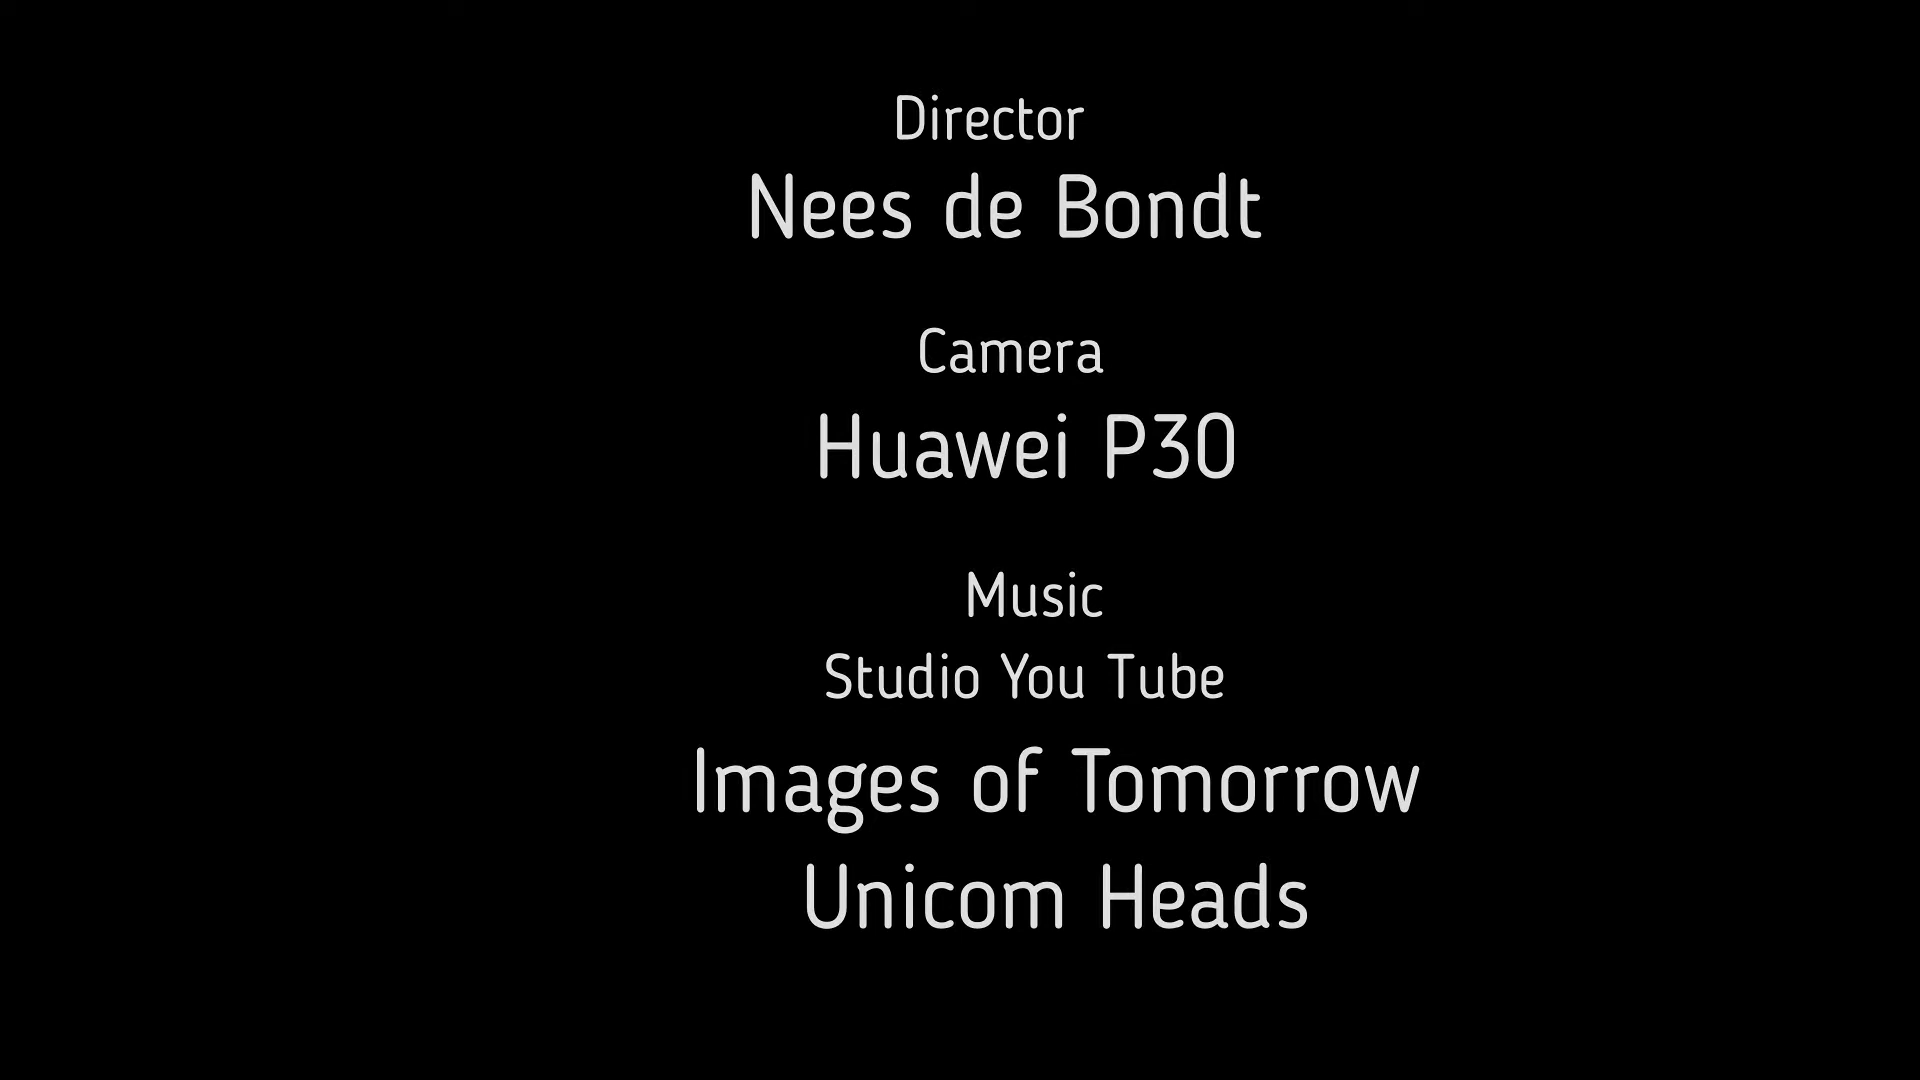 Director
Nees de Bondt
Camera
Huawei P30
Music
Studio You Tube
Images of Tomorrow
Unicom Heads